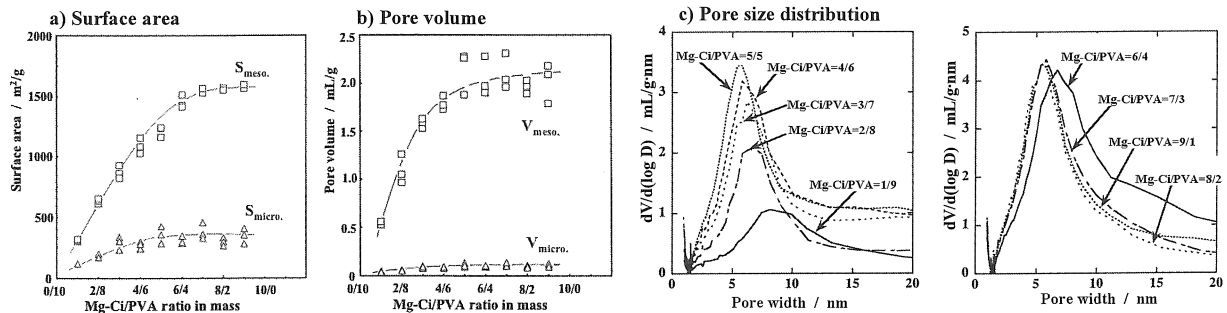 a) Surface area
2000
1500
1000
500
0
Surface area / m²/g
S meso.
S micro.
0/10 2/8 4/6 6/4 8/2 10/0
Mg-Ci/PVA ratio in mass
b) Pore volume
2.5
2.0
1.5
1.0
0.5
0
Pore volume / mL/g
V meso.
V micro.
0/10 2/8 4/6 6/4 8/2 10/0
Mg-Ci/PVA ratio in mass
c) Pore size distribution
4
3
2
1
0
dV/d(log D) / mL/g·nm
Mg-Ci/PVA=5/5
Mg-Ci/PVA=4/6
Mg-Ci/PVA=3/7
Mg-Ci/PVA=2/8
Mg-Ci/PVA=1/9
0 5 10 15 20
Pore width / nm
5
4
3
2
1
0
dV/d(log D) / mL/g·nm
Mg-Ci/PVA=6/4
Mg-Ci/PVA=7/3
Mg-Ci/PVA=9/1
Mg-Ci/PVA=8/2
0 5 10 15 20
Pore width / nm